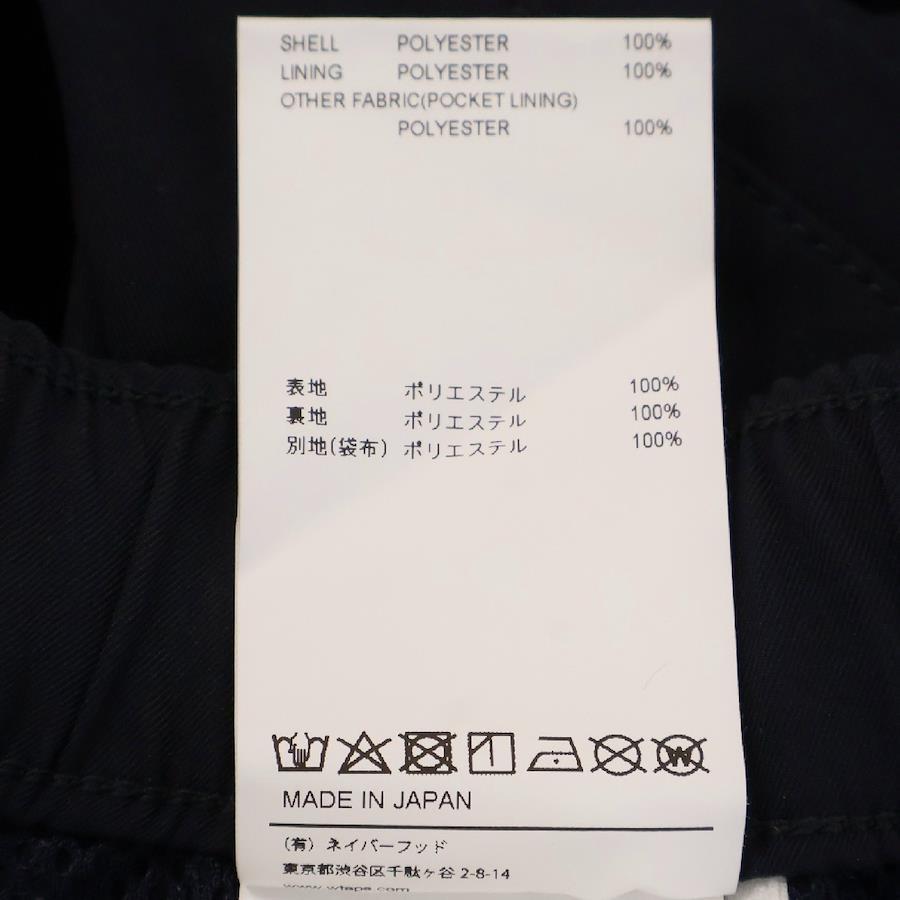 SHELL POLYESTER 100%
LINING POLYESTER 100%
OTHER FABRIC(POCKET LINING)
POLYESTER 100%
表地 ポリエステル 100%
裏地 ポリエステル 100%
別地(袋布) ポリエステル 100%
W
MADE IN JAPAN
(有) ネイバーフッド
東京都渋谷区千駄ヶ谷 2-8-14
www.wtaps.com